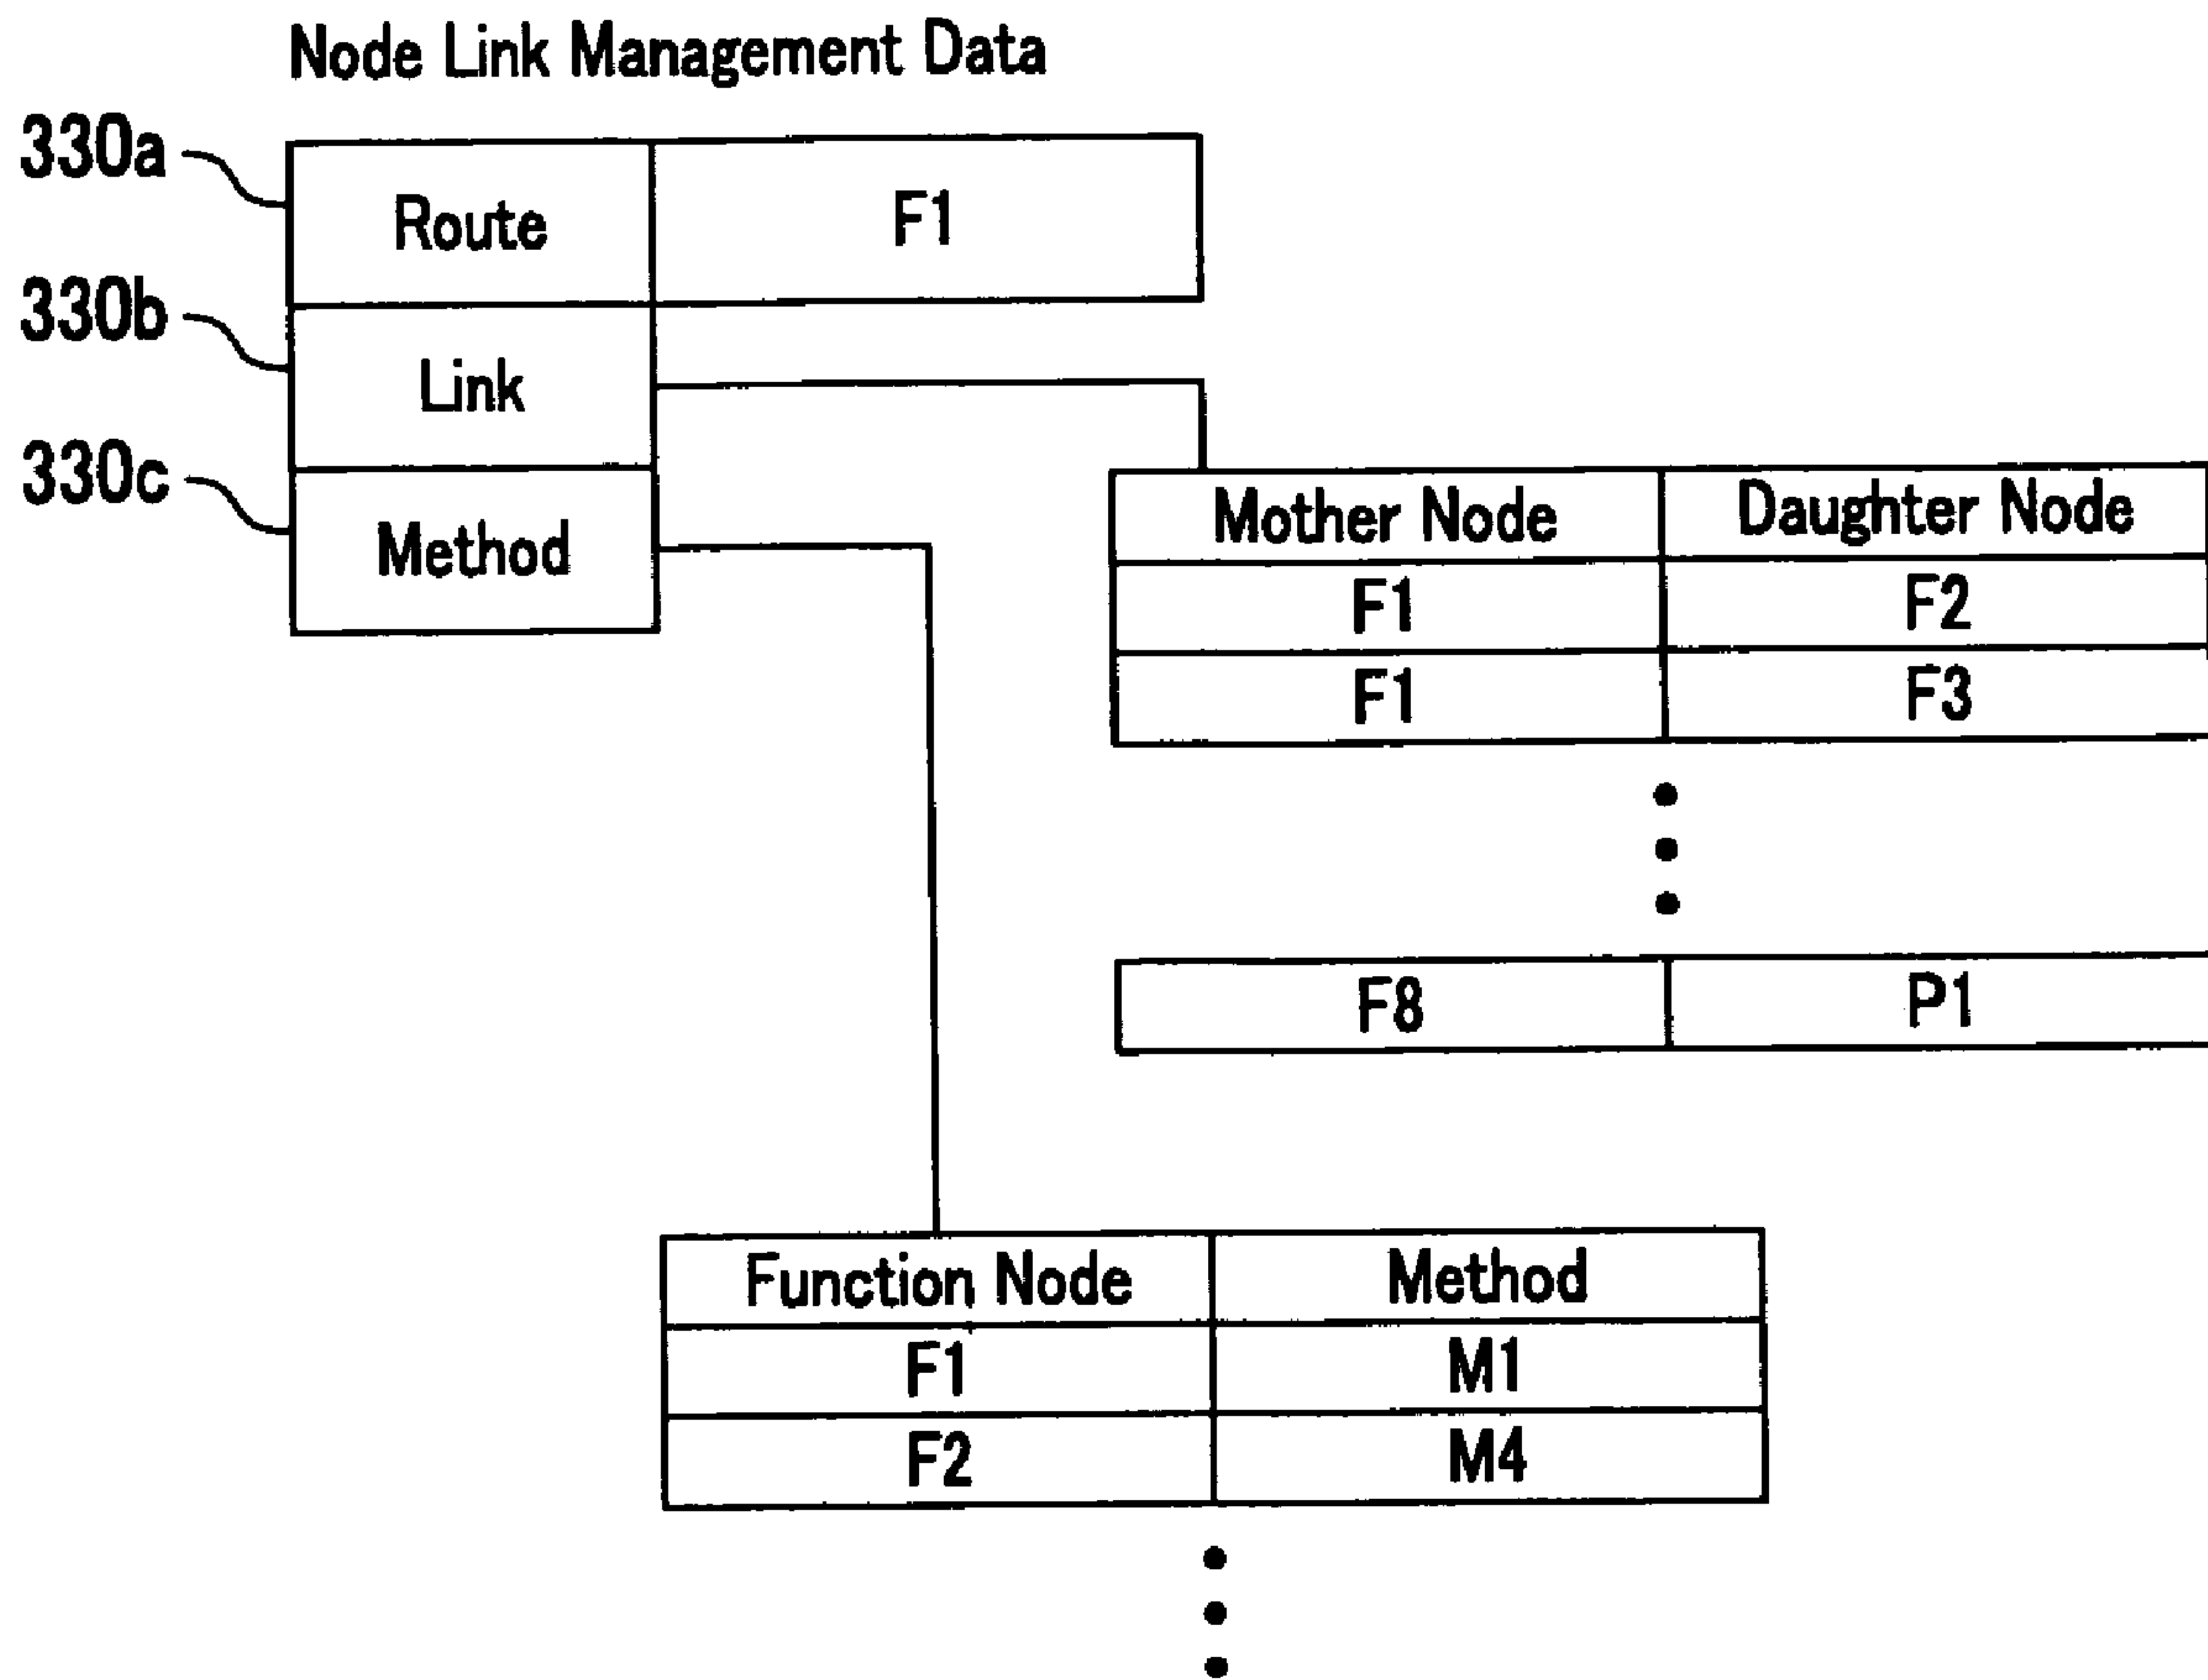 Node Link Management Data
330a
Route F1
330b
Link
330c
Method
Mother Node Daughter Node
F1 F2
F1 F3
F8 P1
Function Node Method
F1 M1
F2 M4